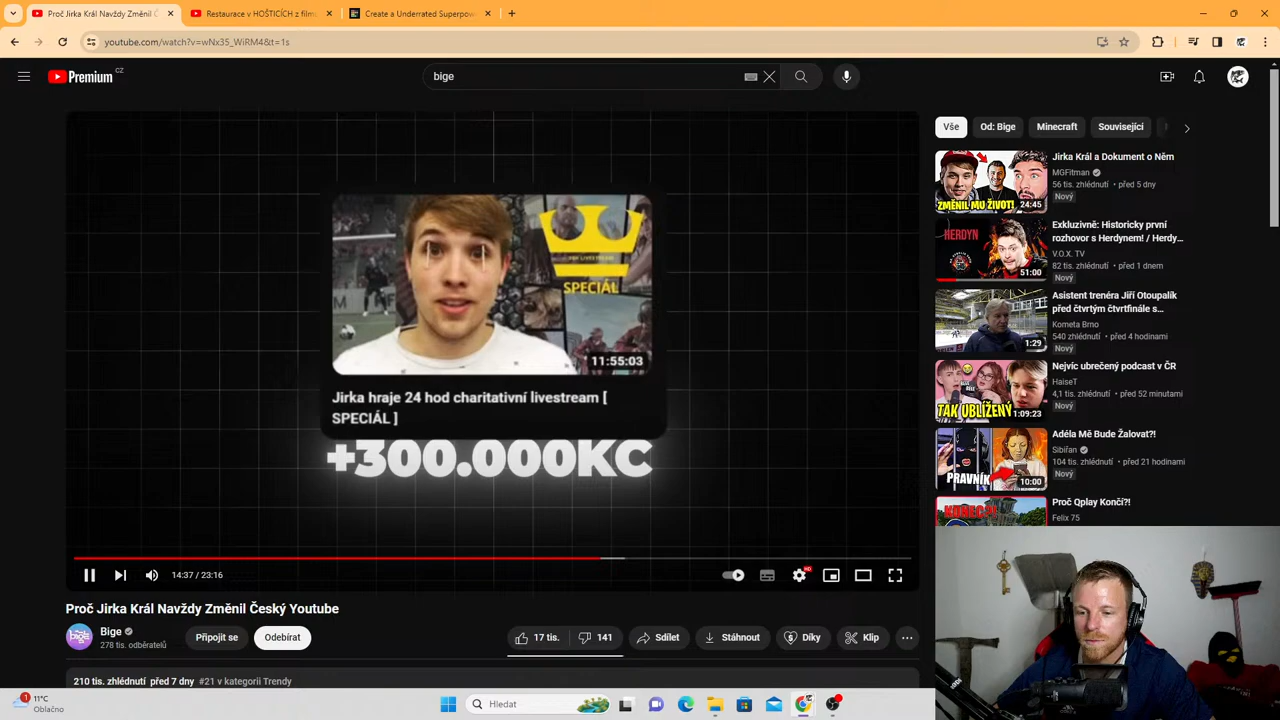 Proč Jirka Král Navždy Změnil Č
Restaurace v HOŠTICÍCH z film
Create a Underrated Superpow
youtube.com/watch?v=wNx35_WiRM4&t=1s
Premium CZ
bige
SPECIÁL
11:55:03
Jirka hraje 24 hod charitativní livestream [
SPECIÁL ]
+300.000KC
14:37 / 23:16
Proč Jirka Král Navždy Změnil Český Youtube
Bige
278 tis. odběratelů
Připojit se
Odebírat
17 tis.
141
Sdílet
Stáhnout
Díky
Klip
210 tis. zhlédnutí před 7 dny #21 v kategorii Trendy
Vše
Od: Bige
Minecraft
Související
ZMĚNIL MU ŽIVOT!
24:45
Jirka Král a Dokument o Něm
MGFitman
56 tis. zhlédnutí • před 5 dny
Nový
HERDYN
51:00
Exkluzivně: Historicky první
rozhovor s Herdynem! / Herdy...
V.O.X. TV
82 tis. zhlédnutí • před 1 dnem
Nový
1:29
Asistent trenéra Jiří Otoupalík
před čtvrtým čtvrtfinále s...
Kometa Brno
540 zhlédnutí • před 4 hodinami
Nový
TAK UBLÍŽENÝ
1:09:23
Nejvíc ubrečený podcast v ČR
HaiseT
4,1 tis. zhlédnutí • před 52 minutami
Nový
PRAVNÍK
10:00
Adéla Mě Bude Žalovat?!
Sibiřan
104 tis. zhlédnutí • před 21 hodinami
Nový
KONEC?!
Proč Qplay Končí?!
Felix 75
1
11°C
Oblačno
Hledat